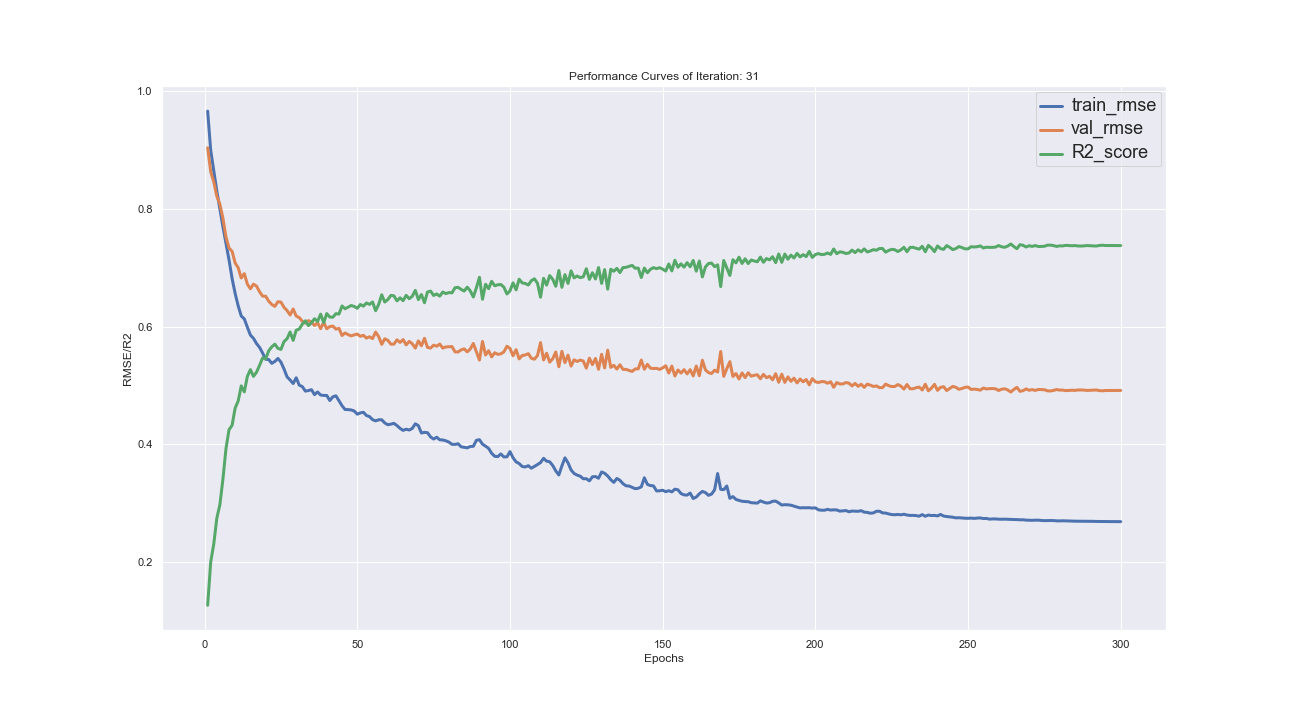 Performance Curves of Iteration: 31
train_rmse
val_rmse
R2_score
RMSE/R2
1.0
0.8
0.6
0.4
0.2
0 50 100 150 200 250 300
Epochs